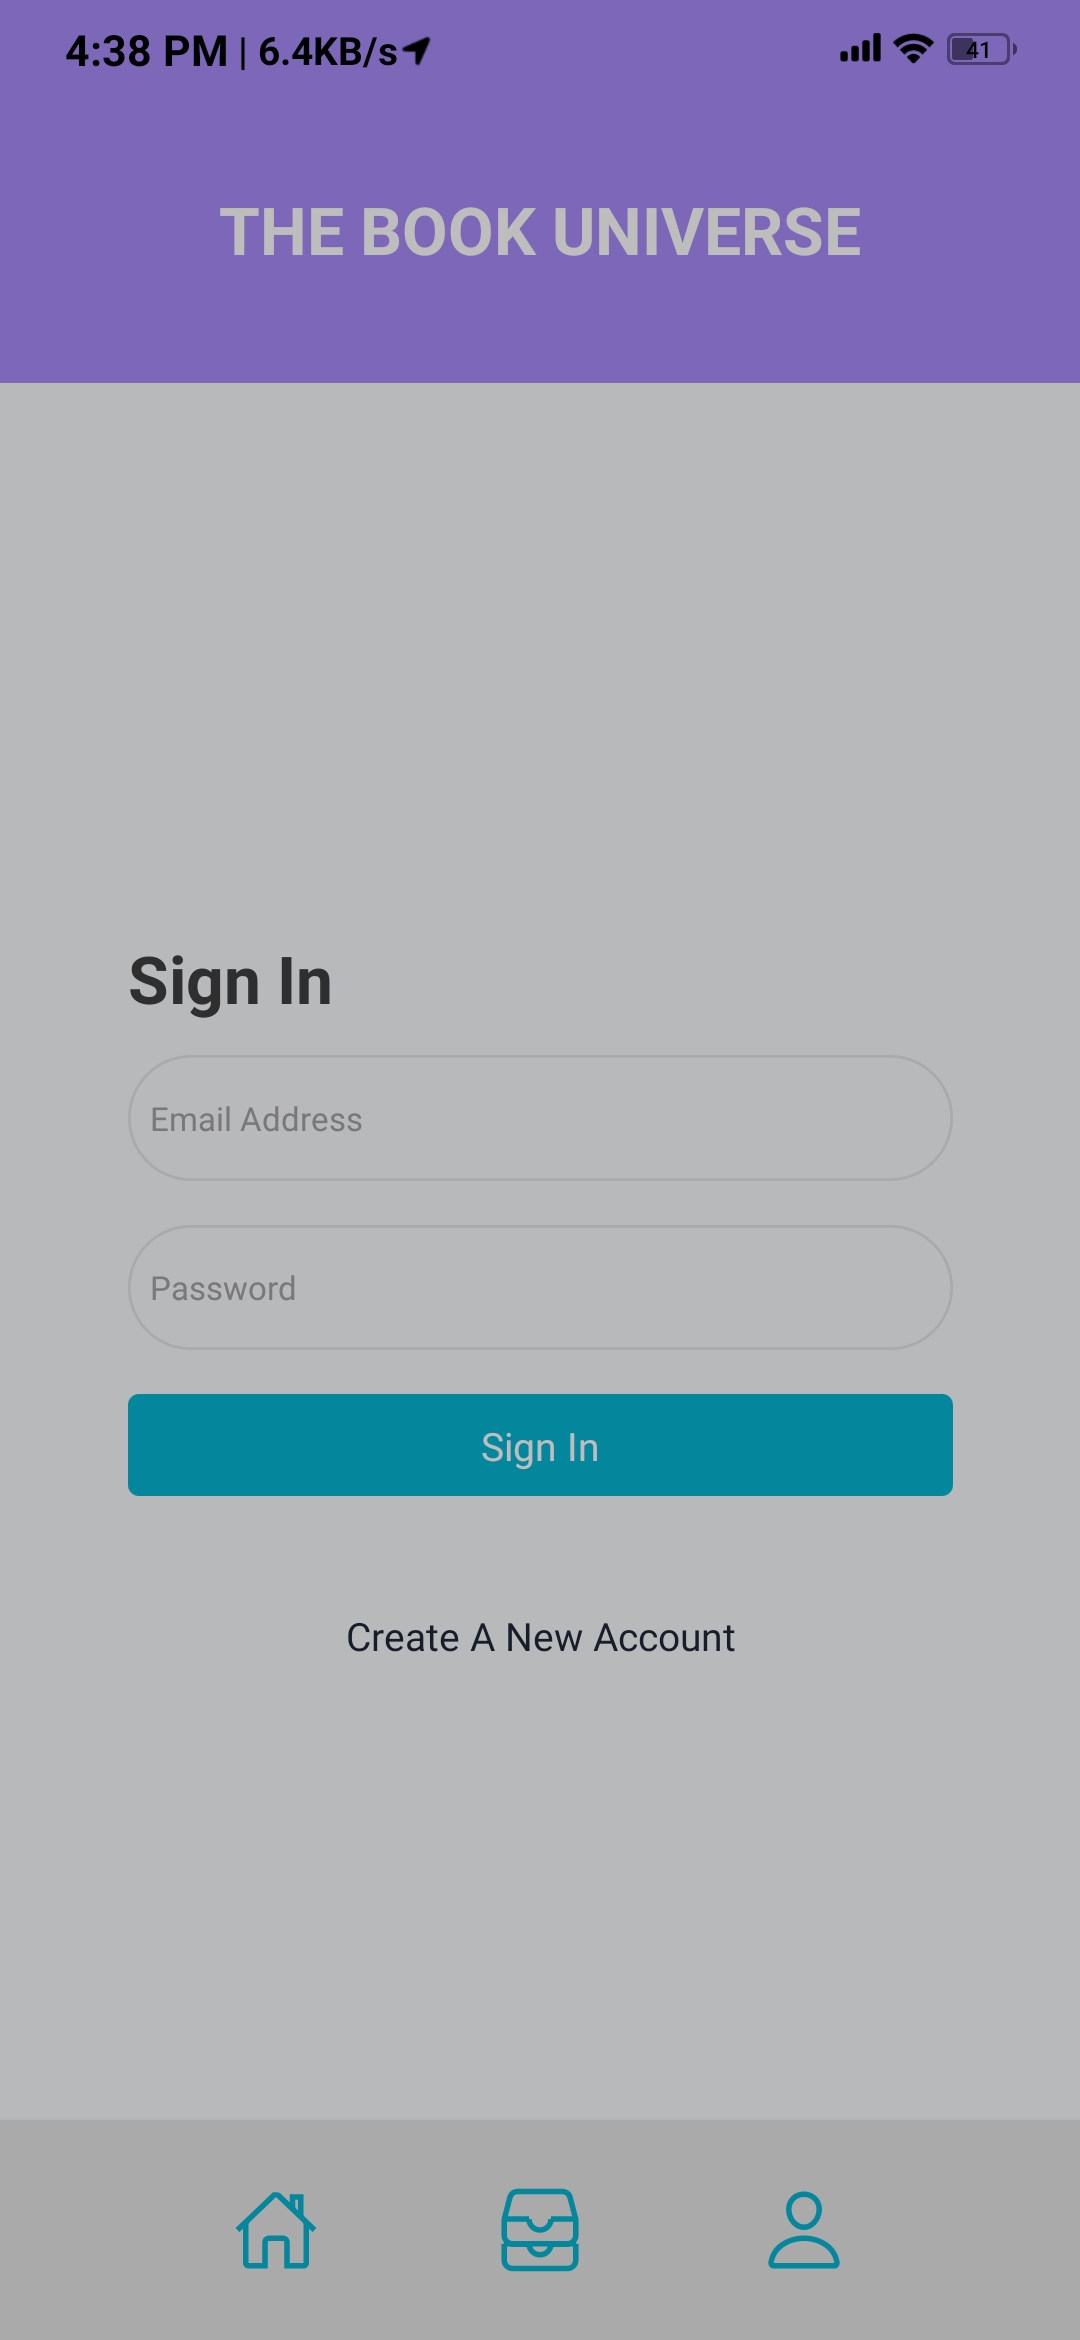 4:38 PM | 6.4KB/s 41
THE BOOK UNIVERSE
Sign In
Email Address
Password
Sign In
Create A New Account